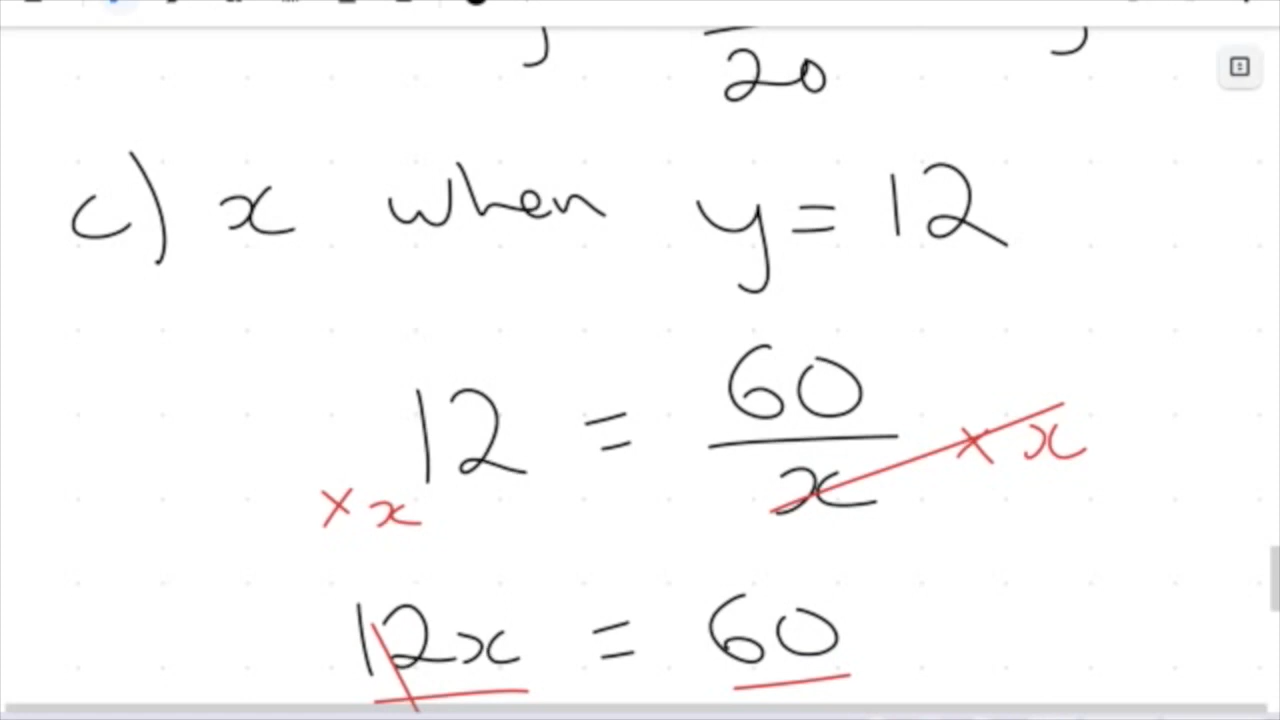 y 20 y
c) x when y = 12
12 = 60/x × x
× x
12x = 60